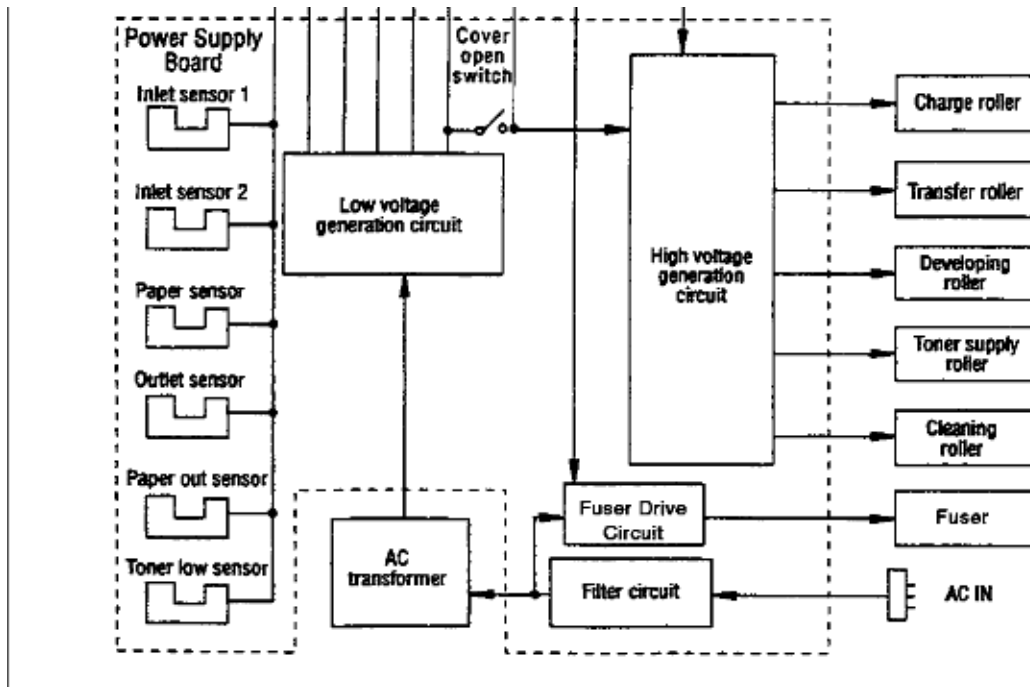 Power Supply
Board
Inlet sensor 1
Inlet sensor 2
Paper sensor
Outlet sensor
Paper out sensor
Toner low sensor
Cover
open
switch
Low voltage
generation circuit
High voltage
generation
circuit
AC
transformer
Fuser Drive
Circuit
Filter circuit
Charge roller
Transfer roller
Developing
roller
Toner supply
roller
Cleaning
roller
Fuser
AC IN